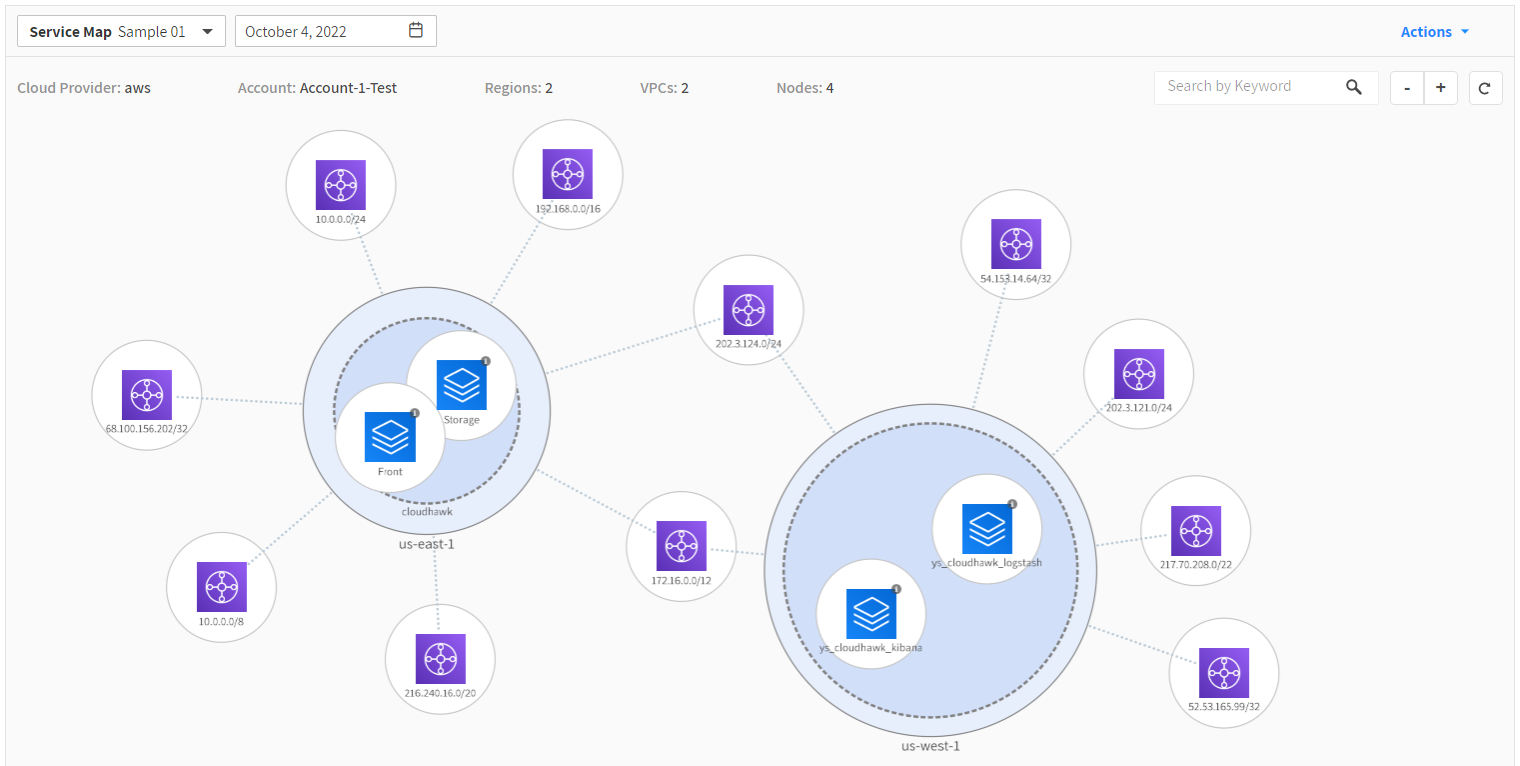 Service Map Sample 01
October 4, 2022
Actions
Cloud Provider: aws
Account: Account-1-Test
Regions: 2
VPCs: 2
Nodes: 4
Search by Keyword
-
+
10.0.0.0/24
192.168.0.0/16
54.153.14.64/32
202.3.124.0/24
202.3.121.0/24
68.100.156.202/32
Storage
Front
cloudhawk
us-east-1
172.16.0.0/12
ys_cloudhawk_logstash
217.70.208.0/22
10.0.0.0/8
ys_cloudhawk_kibana
216.240.16.0/20
52.53.165.99/32
us-west-1